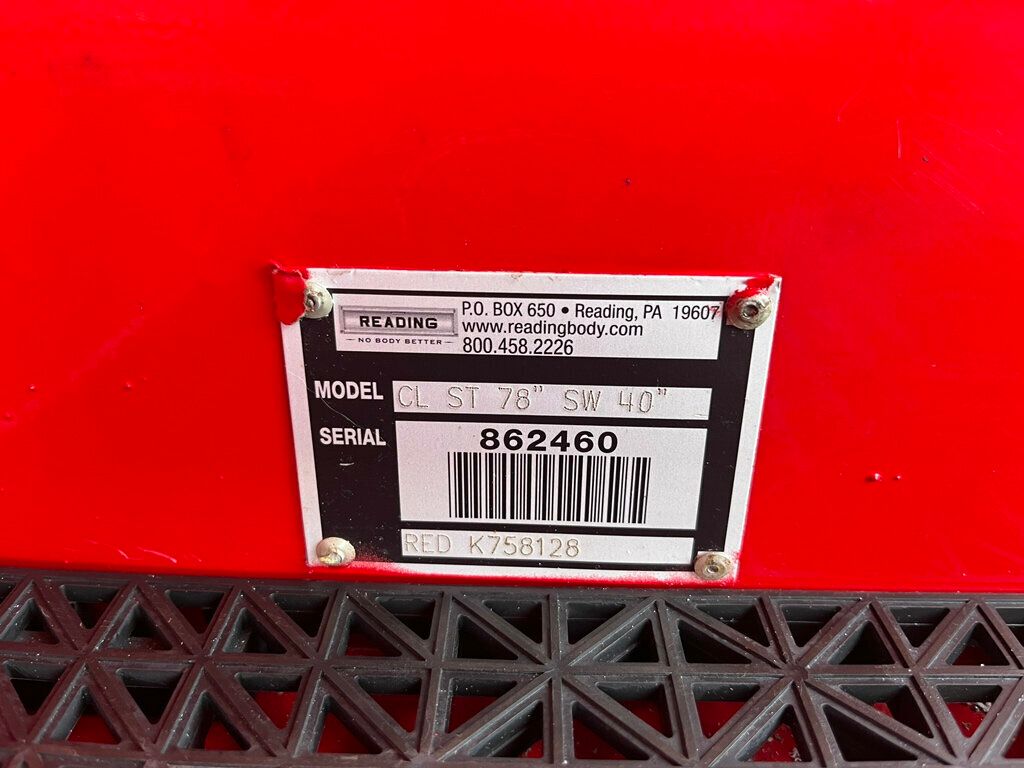 READING
NO BODY BETTER
P.O. BOX 650 • Reading, PA 19607
www.readingbody.com
800.458.2226
MODEL CL ST 78" SW 40"
SERIAL 862460
RED K758128